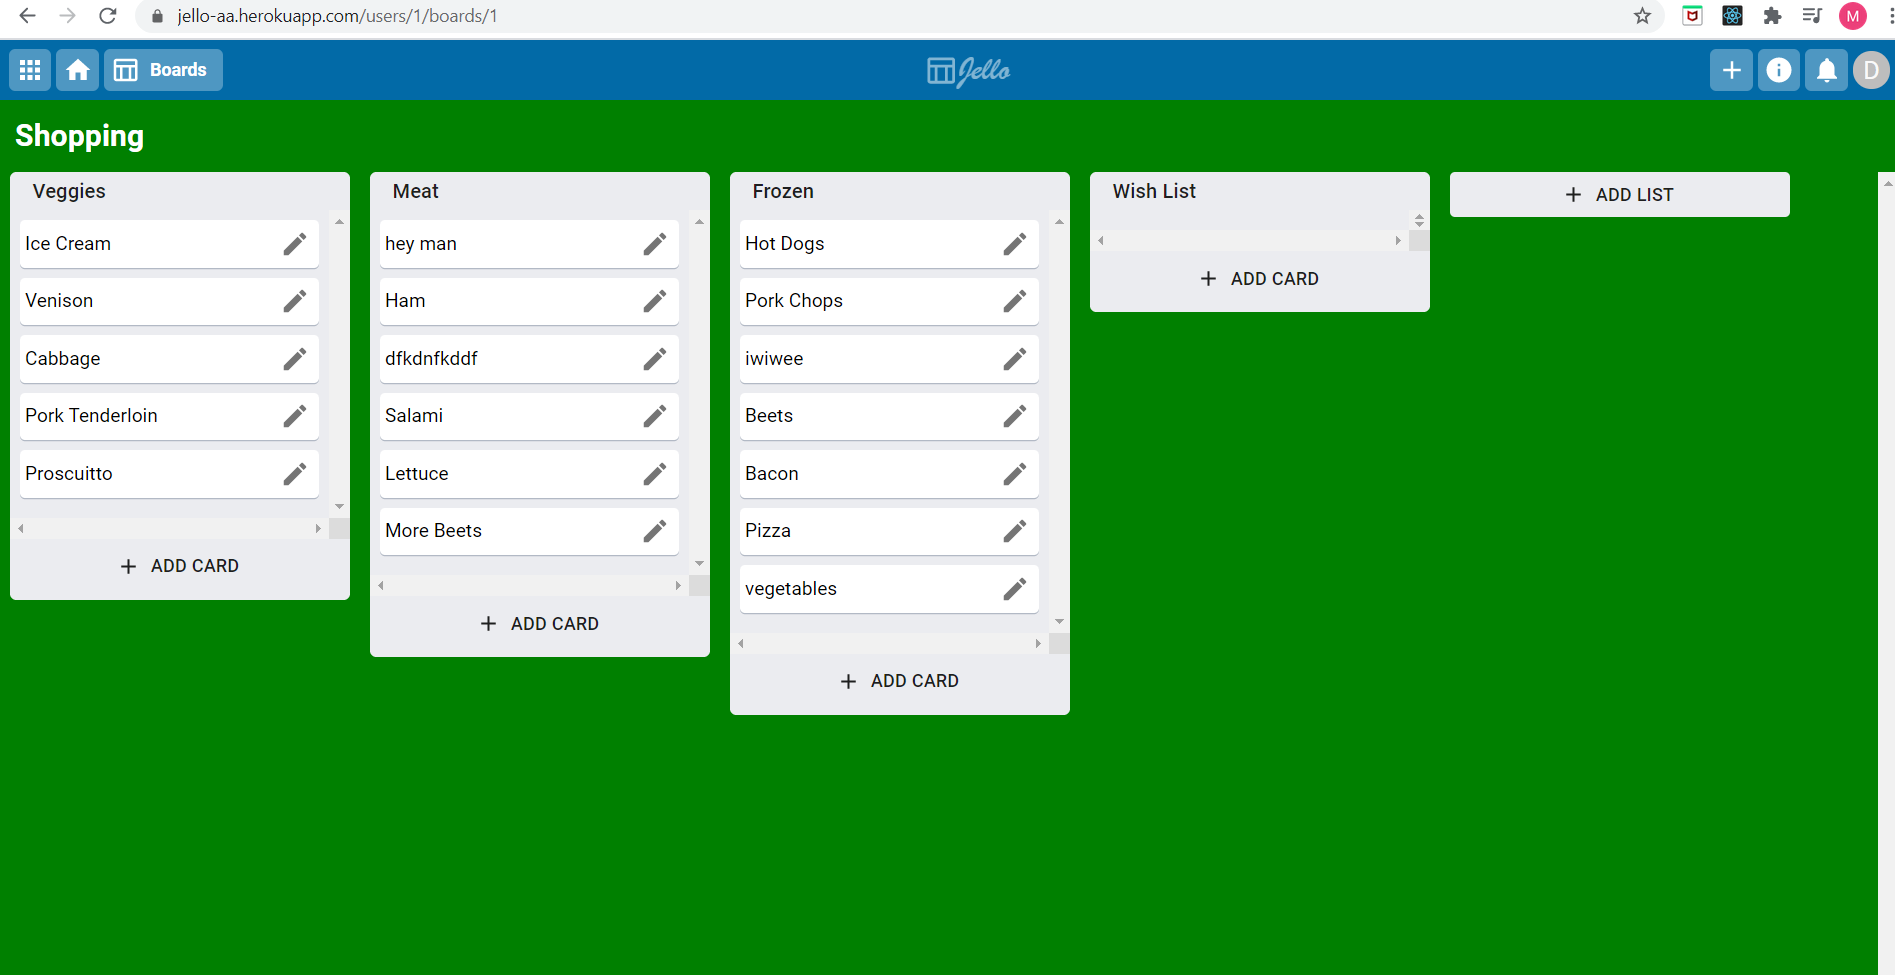 jello-aa.herokuapp.com/users/1/boards/1
M
Boards
Jello
D
Shopping
Veggies
Ice Cream
Venison
Cabbage
Pork Tenderloin
Proscuitto
+ ADD CARD
Meat
hey man
Ham
dfkdnfkddf
Salami
Lettuce
More Beets
+ ADD CARD
Frozen
Hot Dogs
Pork Chops
iwiwee
Beets
Bacon
Pizza
vegetables
+ ADD CARD
Wish List
+ ADD CARD
+ ADD LIST